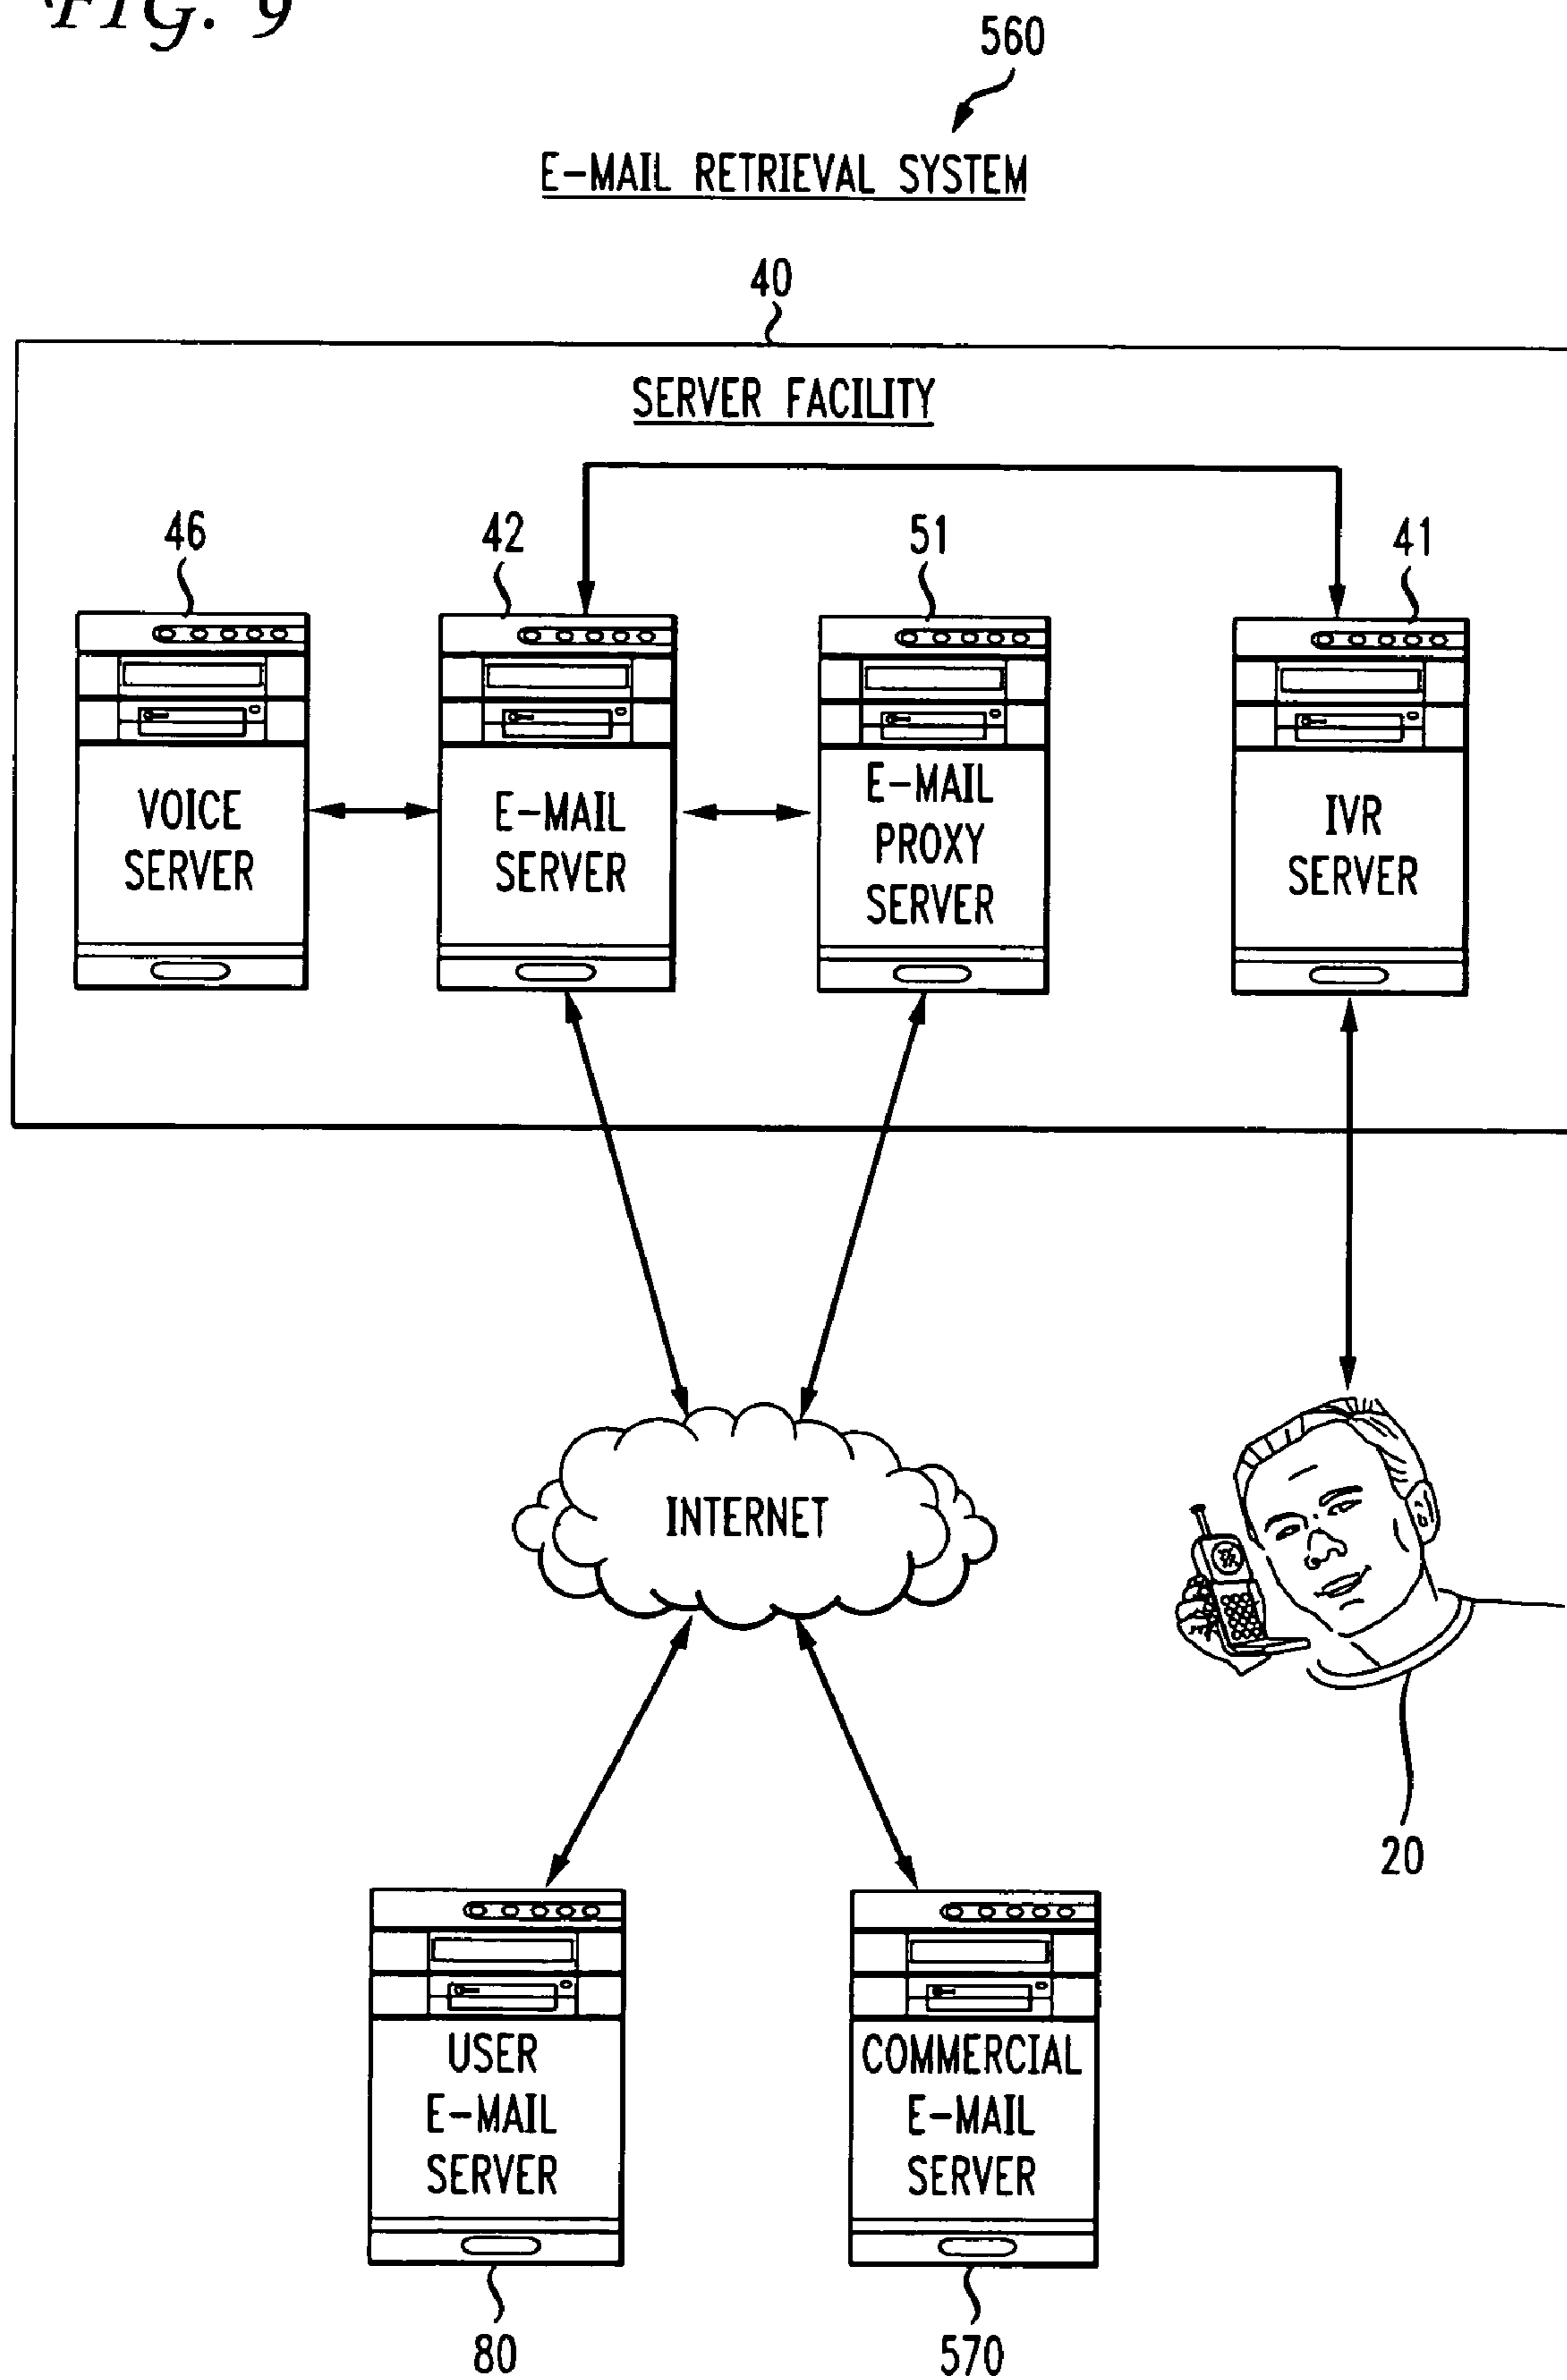 FIG. 9
560
E-MAIL RETRIEVAL SYSTEM
40
SERVER FACILITY
46
42
51
41
VOICE
SERVER
E-MAIL
SERVER
E-MAIL
PROXY
SERVER
IVR
SERVER
INTERNET
20
USER
E-MAIL
SERVER
COMMERCIAL
E-MAIL
SERVER
80
570